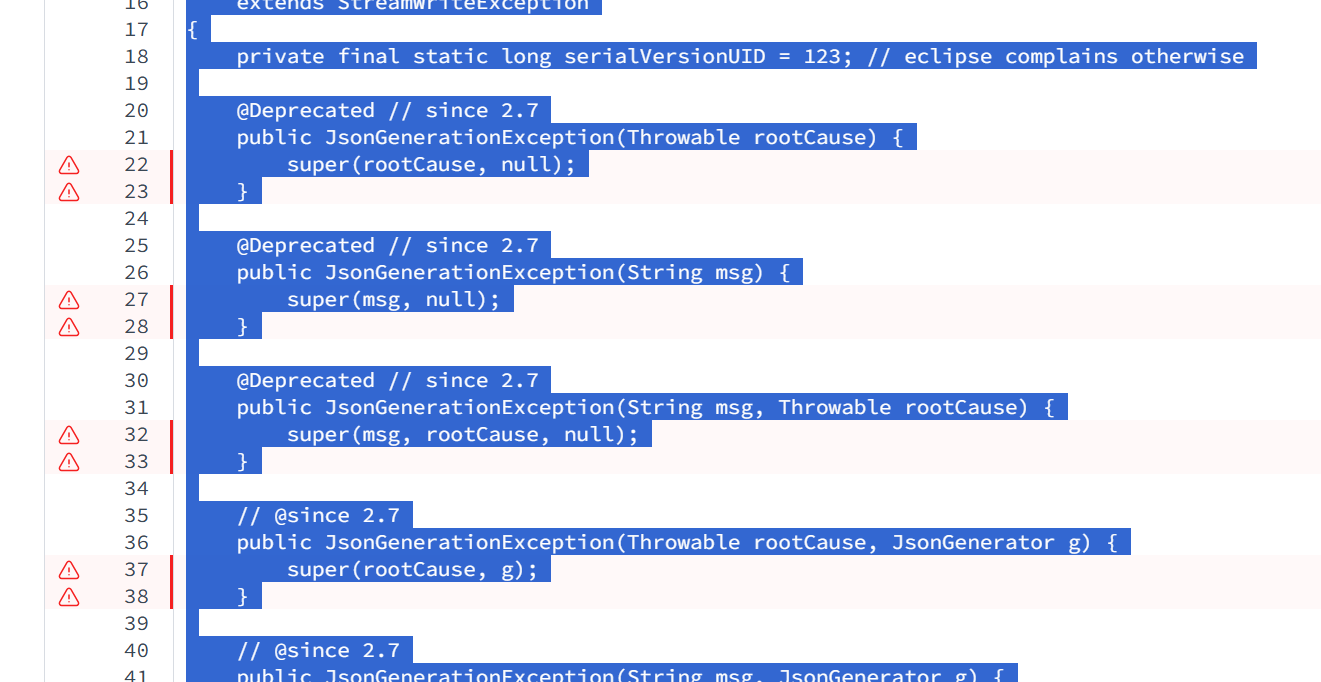 16 extends StreamWriteException
17 {
18 private final static long serialVersionUID = 123; // eclipse complains otherwise
19
20 @Deprecated // since 2.7
21 public JsonGenerationException(Throwable rootCause) {
22 super(rootCause, null);
23 }
24
25 @Deprecated // since 2.7
26 public JsonGenerationException(String msg) {
27 super(msg, null);
28 }
29
30 @Deprecated // since 2.7
31 public JsonGenerationException(String msg, Throwable rootCause) {
32 super(msg, rootCause, null);
33 }
34
35 // @since 2.7
36 public JsonGenerationException(Throwable rootCause, JsonGenerator g) {
37 super(rootCause, g);
38 }
39
40 // @since 2.7
41 public JsonGenerationException(String msg, JsonGenerator g) {